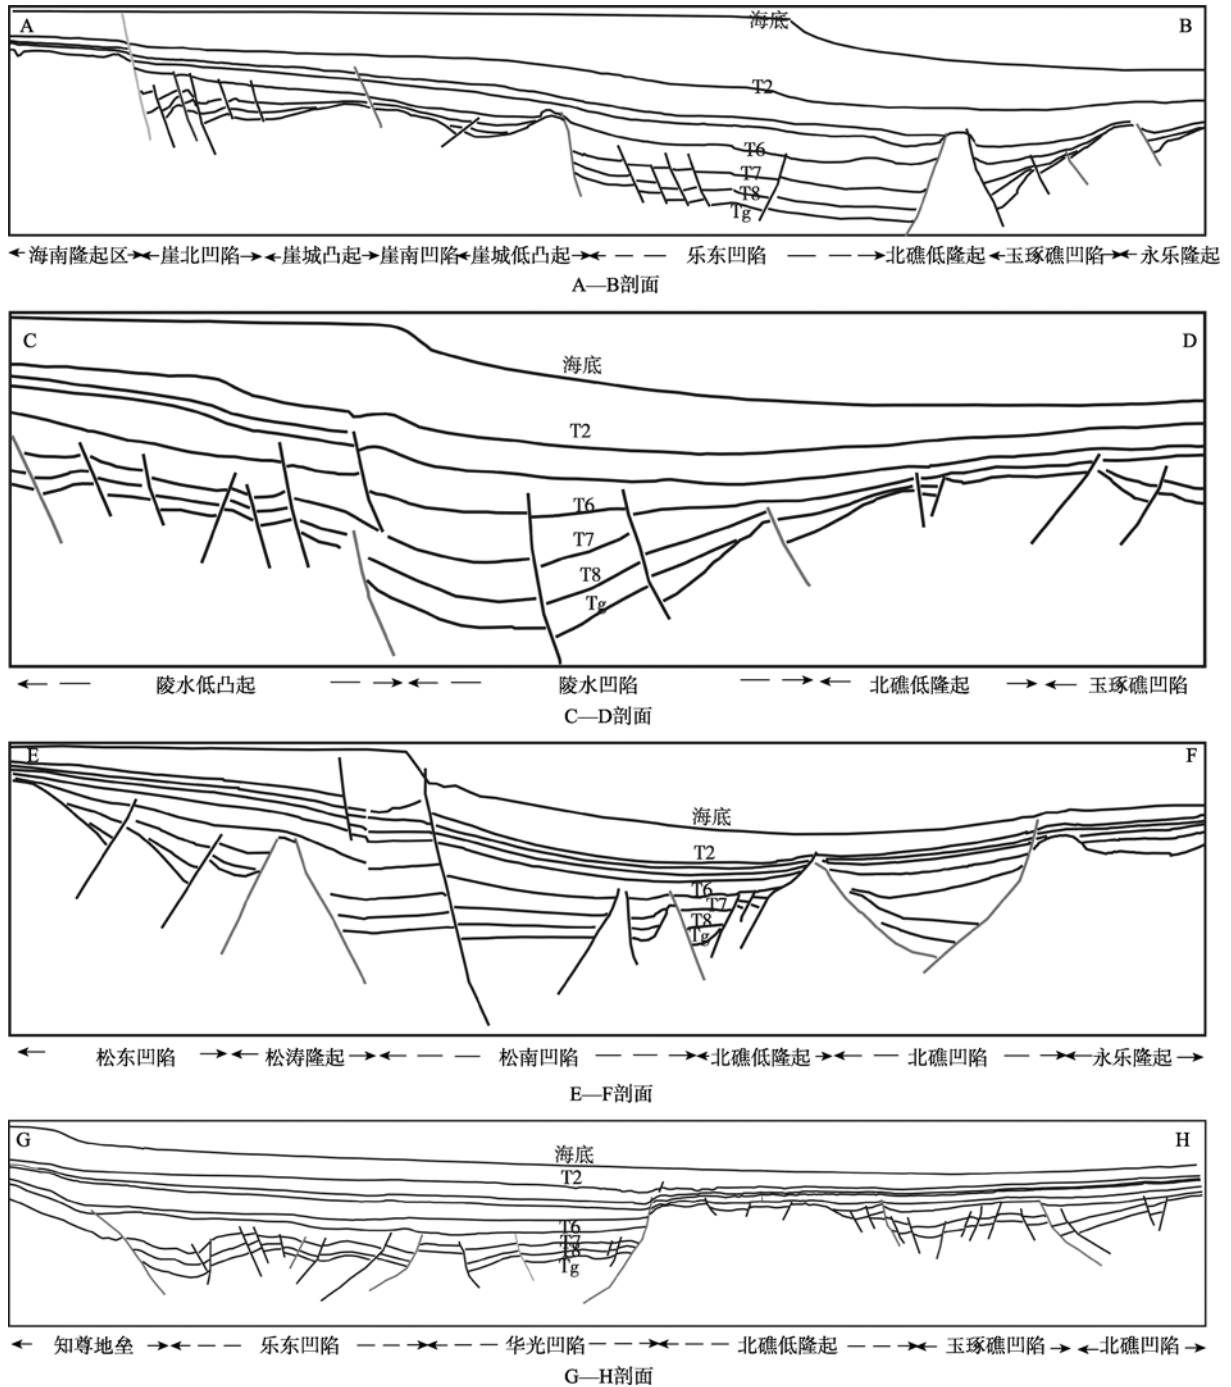 A 海底 B
T2
T6
T7
T8
Tg
海南隆起区 崖北凹陷 崖城凸起 崖南凹陷 崖城低凸起 乐东凹陷 北礁低隆起 玉琢礁凹陷 永乐隆起
A—B剖面
C D
海底
T2
T6
T7
T8
Tg
陵水低凸起 陵水凹陷 北礁低隆起 玉琢礁凹陷
C—D剖面
E F
海底
T2
T6
T7
T8
Tg
松东凹陷 松涛隆起 松南凹陷 北礁低隆起 北礁凹陷 永乐隆起
E—F剖面
G H
海底
T2
T6
T7
T8
Tg
知尊地垒 乐东凹陷 华光凹陷 北礁低隆起 玉琢礁凹陷 北礁凹陷
G—H剖面